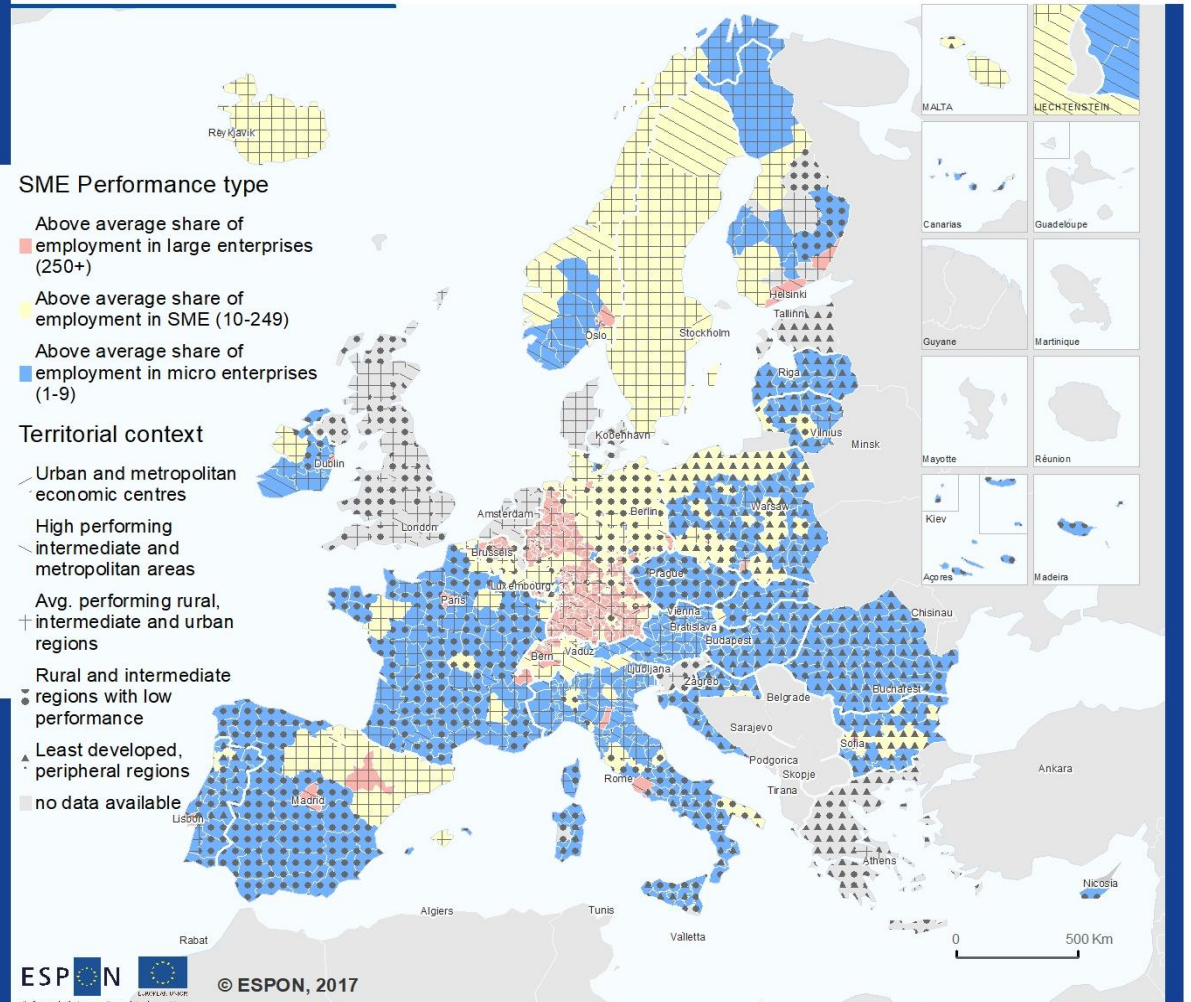 SME Performance type
Above average share of
employment in large enterprises
(250+)
Above average share of
employment in SME (10-249)
Above average share of
employment in micro enterprises
(1-9)
Territorial context
Urban and metropolitan
economic centres
High performing
intermediate and
metropolitan areas
Avg. performing rural,
intermediate and urban
regions
Rural and intermediate
regions with low
performance
Least developed,
peripheral regions
no data available
Reykjavik
Oslo
Stockholm
Helsinki
Tallinn
Riga
Vilnius
Minsk
København
Dublin
London
Amsterdam
Berlin
Warsaw
Brussels
Luxembourg
Paris
Prague
Vienna
Bratislava
Budapest
Chisinau
Bern
Vaduz
Ljubljana
Zagreb
Belgrade
Bucharest
Sarajevo
Sofia
Podgorica
Skopje
Tirana
Rome
Madrid
Lisbon
Ankara
Athens
Nicosia
Algiers
Tunis
Valletta
Rabat
MALTA
LIECHTENSTEIN
Canarias
Guadeloupe
Guyane
Martinique
Mayotte
Réunion
Kiev
Açores
Madeira
0 500 Km
ESPON
EUROPEAN UNION
© ESPON, 2017